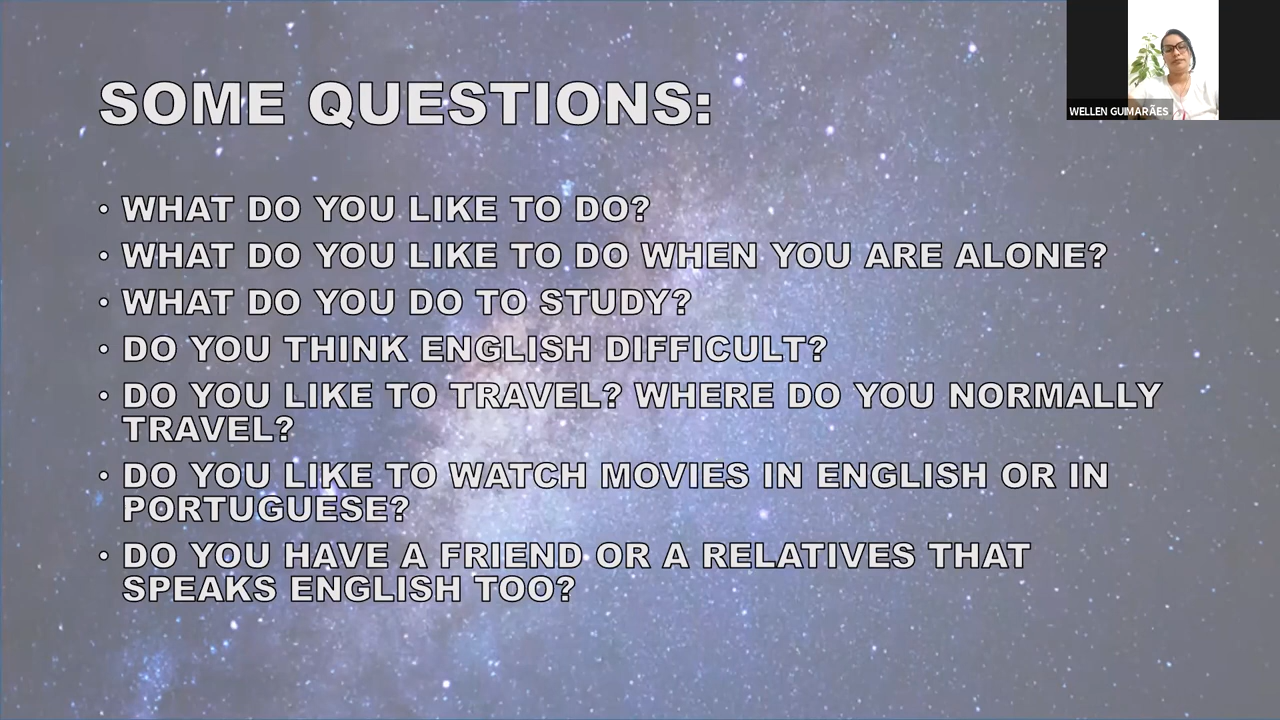 WELLEN GUIMARÃES
SOME QUESTIONS:
• WHAT DO YOU LIKE TO DO?
• WHAT DO YOU LIKE TO DO WHEN YOU ARE ALONE?
• WHAT DO YOU DO TO STUDY?
• DO YOU THINK ENGLISH DIFFICULT?
• DO YOU LIKE TO TRAVEL? WHERE DO YOU NORMALLY
TRAVEL?
• DO YOU LIKE TO WATCH MOVIES IN ENGLISH OR IN
PORTUGUESE?
• DO YOU HAVE A FRIEND OR A RELATIVES THAT
SPEAKS ENGLISH TOO?